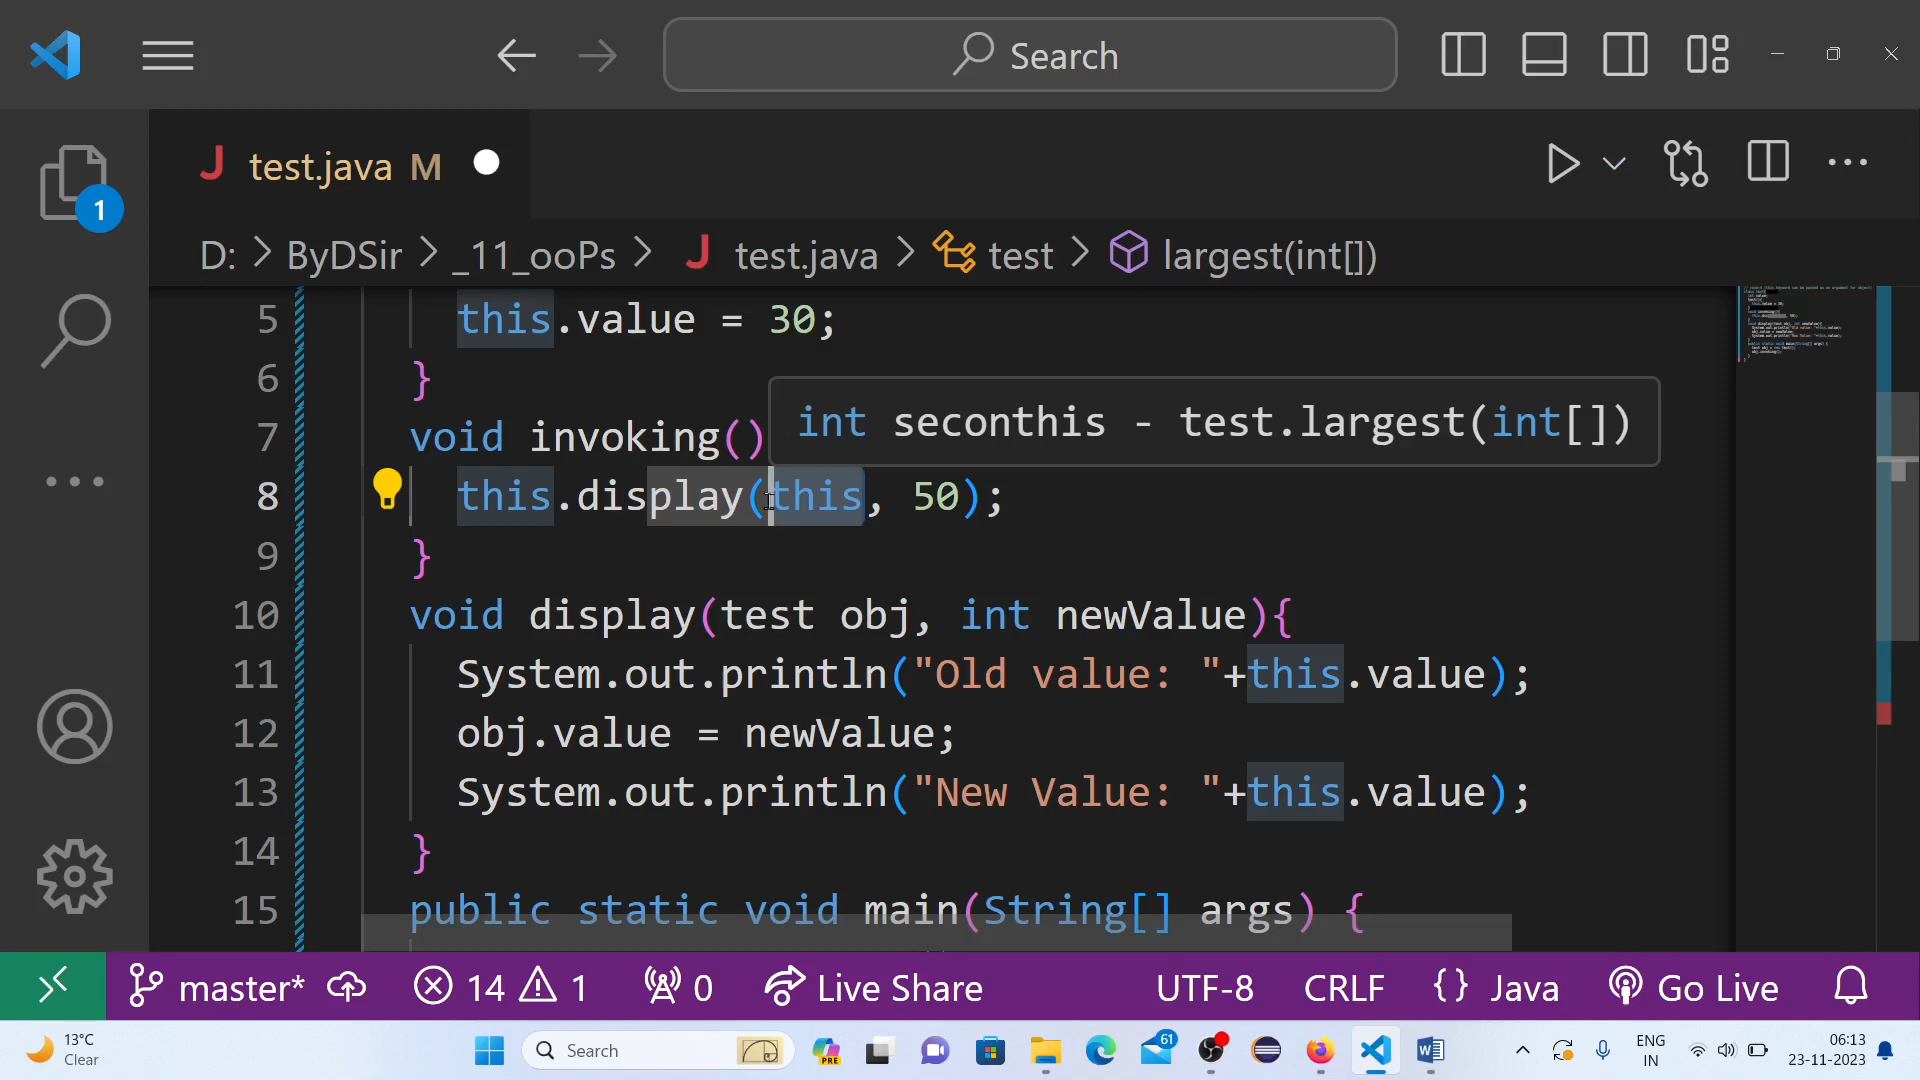 Search
J test.java M
1
D: > ByDSir > _11_ooPs > J test.java > test > largest(int[])
5 this.value = 30;
6 }
7 void invoking()
int seconthis - test.largest(int[])
8 this.display(this, 50);
9 }
10 void display(test obj, int newValue){
11 System.out.println("Old value: "+this.value);
12 obj.value = newValue;
13 System.out.println("New Value: "+this.value);
14 }
15 public static void main(String[] args) {
master* 14 1 0 Live Share UTF-8 CRLF {} Java Go Live
13°C
Clear
Search
PRE
61
ENG
IN
06:13
23-11-2023